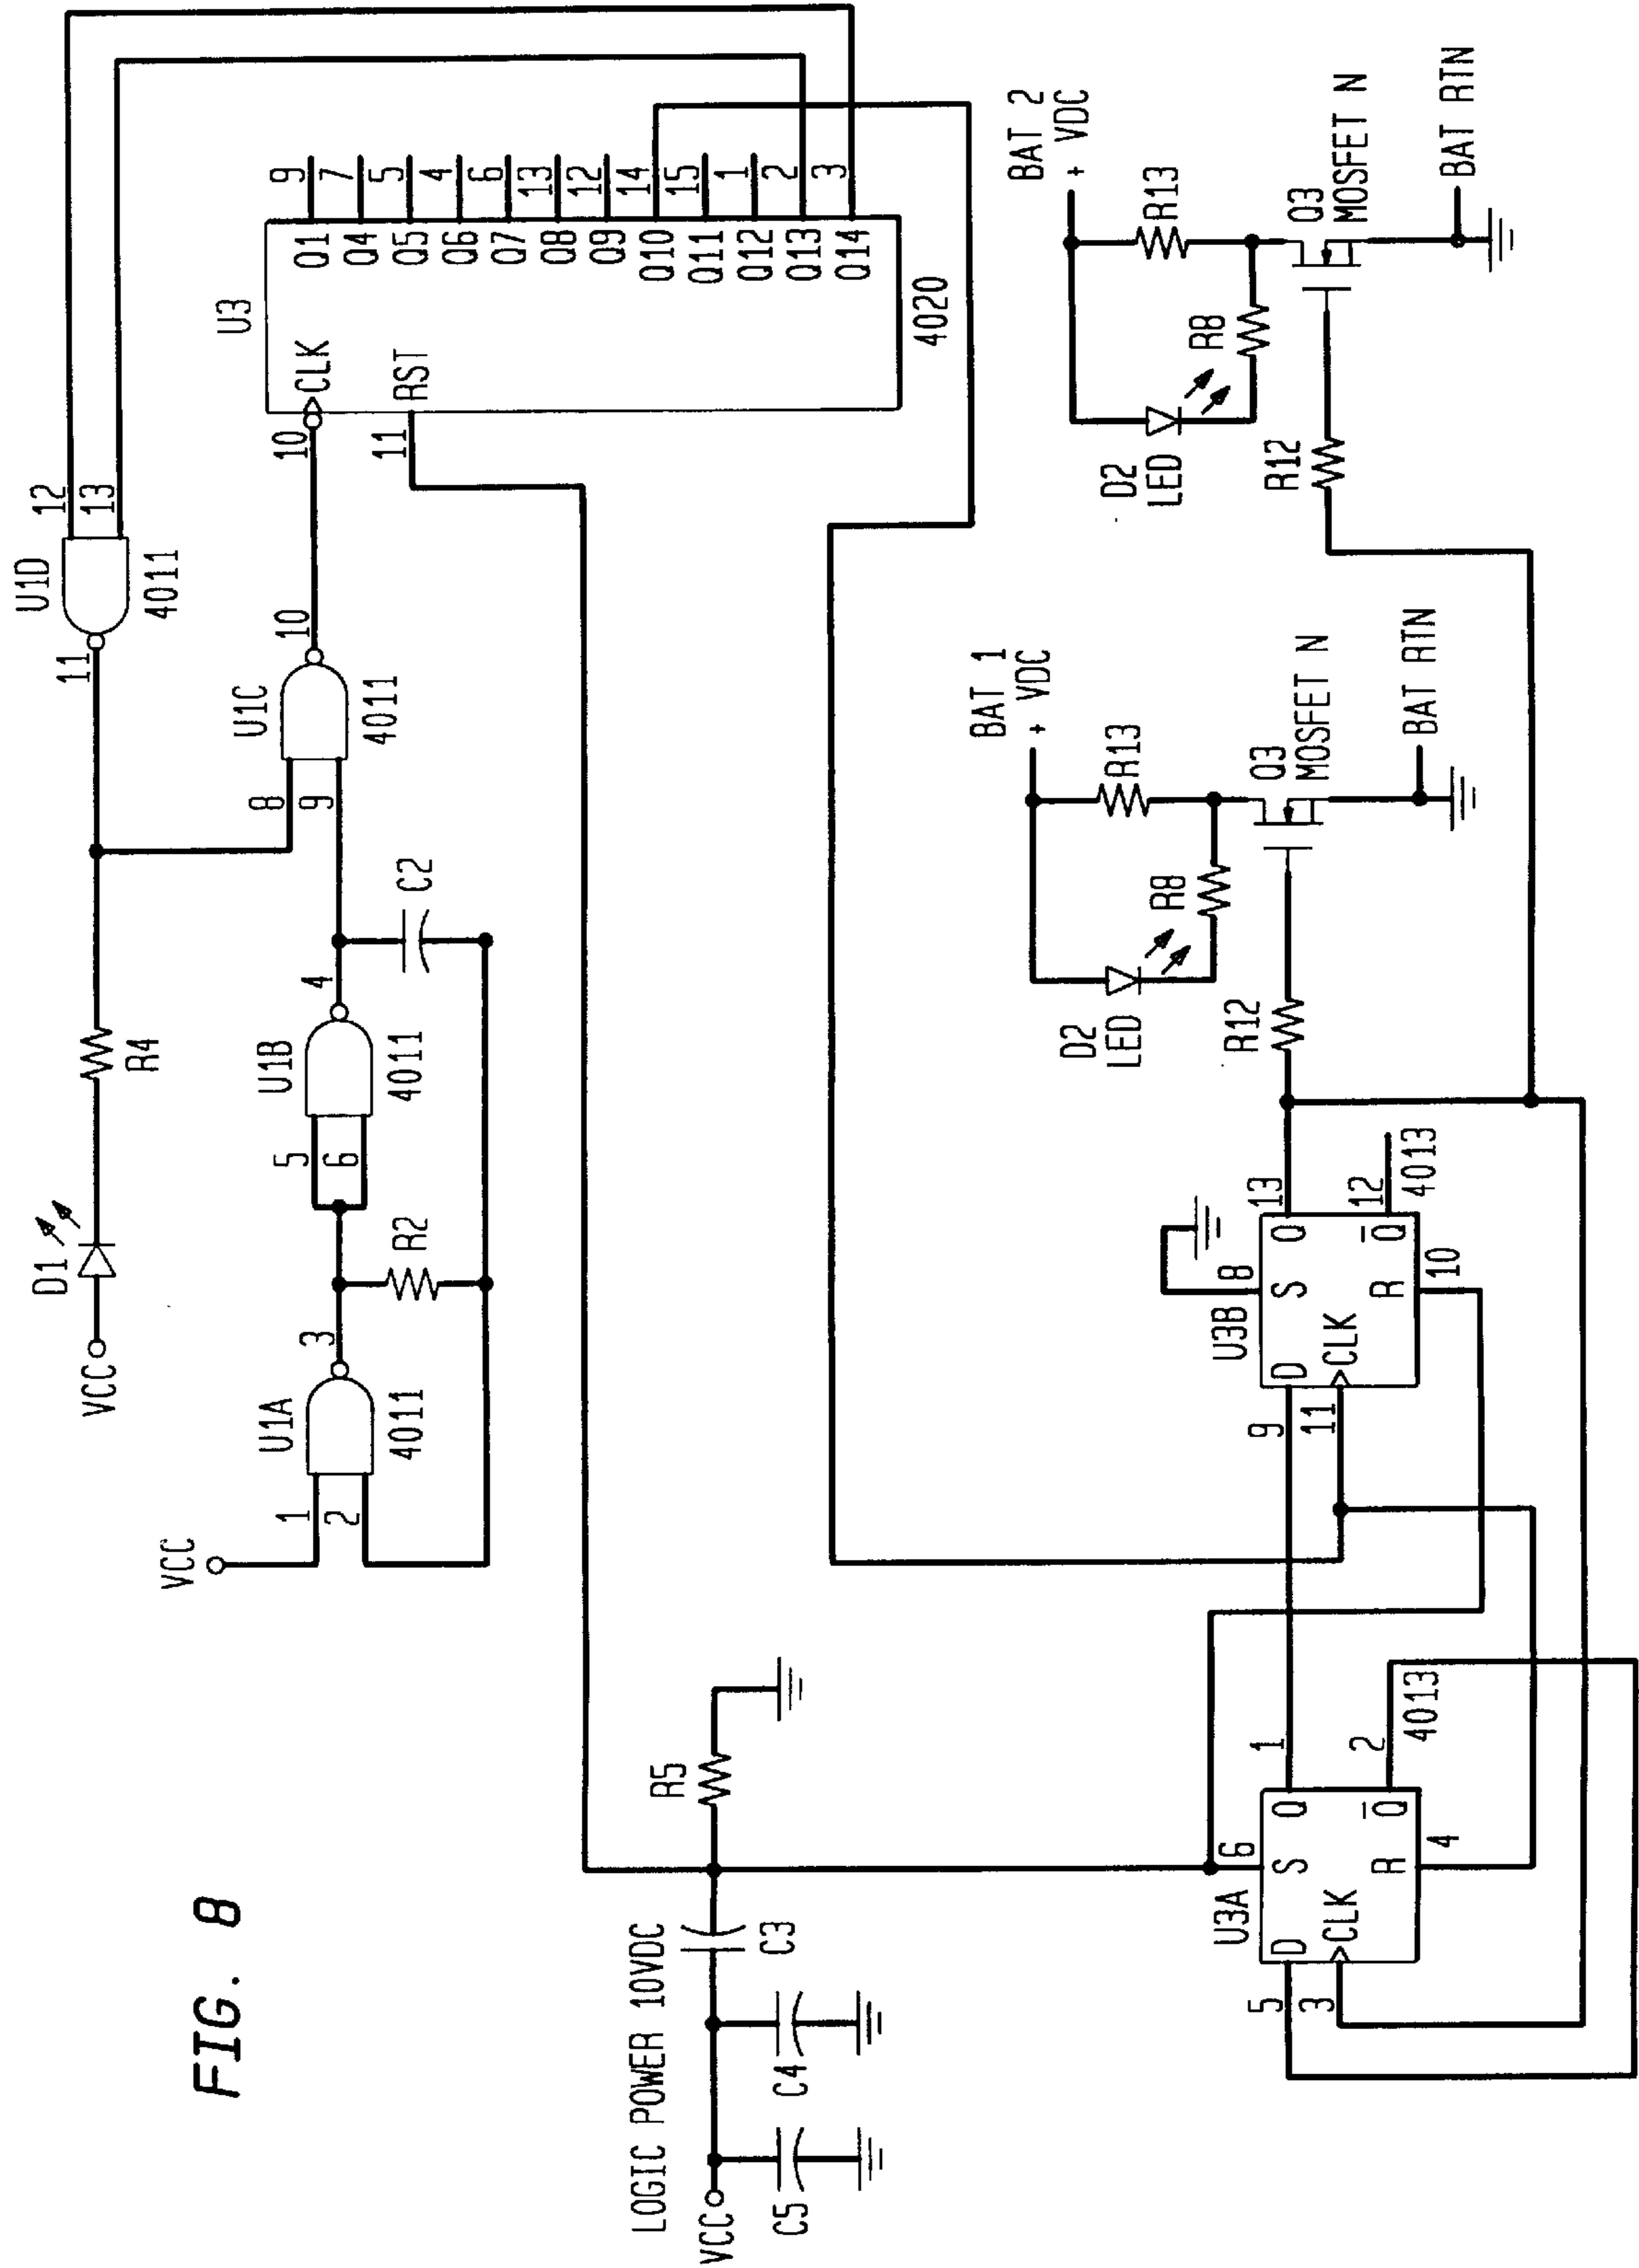 FIG. 8
VCC
D1
R4
11
U1D
4011
12
13
VCC
1
2
U1A
4011
3
R2
5
6
U1B
4011
4
C2
8
9
U1C
4011
10
10
11
U3
CLK
RST
4020
Q1
Q4
Q5
Q6
Q7
Q8
Q9
Q10
Q11
Q12
Q13
Q14
9
7
5
4
6
13
12
14
15
1
2
3
LOGIC POWER 10VDC
VCC
C5
C4
C3
R5
U3A
5
3
6
4
D
CLK
S
R
Q
Q
1
2
4013
U3B
9
11
8
10
D
CLK
S
R
Q
Q
13
12
4013
R12
D2
LED
R8
BAT 1
+ VDC
R13
Q3
MOSFET N
BAT RTN
R12
D2
LED
R8
BAT 2
+ VDC
R13
Q3
MOSFET N
BAT RTN